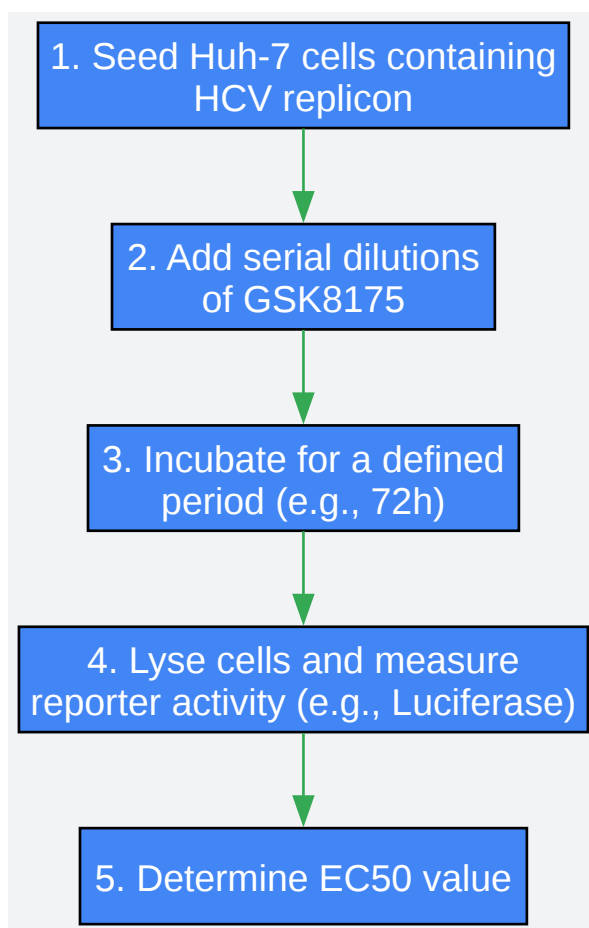 1. Seed Huh-7 cells containing
HCV replicon
2. Add serial dilutions
of GSK8175
3. Incubate for a defined
period (e.g., 72h)
4. Lyse cells and measure
reporter activity (e.g., Luciferase)
5. Determine EC50 value